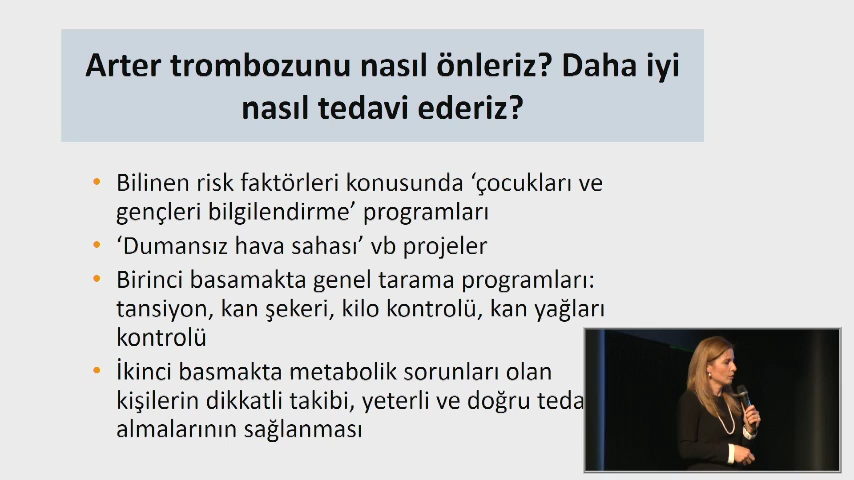 Arter trombozunu nasıl önleriz? Daha iyi
nasıl tedavi ederiz?
• Bilinen risk faktörleri konusunda ‘çocukları ve
gençleri bilgilendirme’ programları
• ‘Dumansız hava sahası’ vb projeler
• Birinci basamakta genel tarama programları:
tansiyon, kan şekeri, kilo kontrolü, kan yağları
kontrolü
• İkinci basmakta metabolik sorunları olan
kişilerin dikkatli takibi, yeterli ve doğru teda
almalarının sağlanması